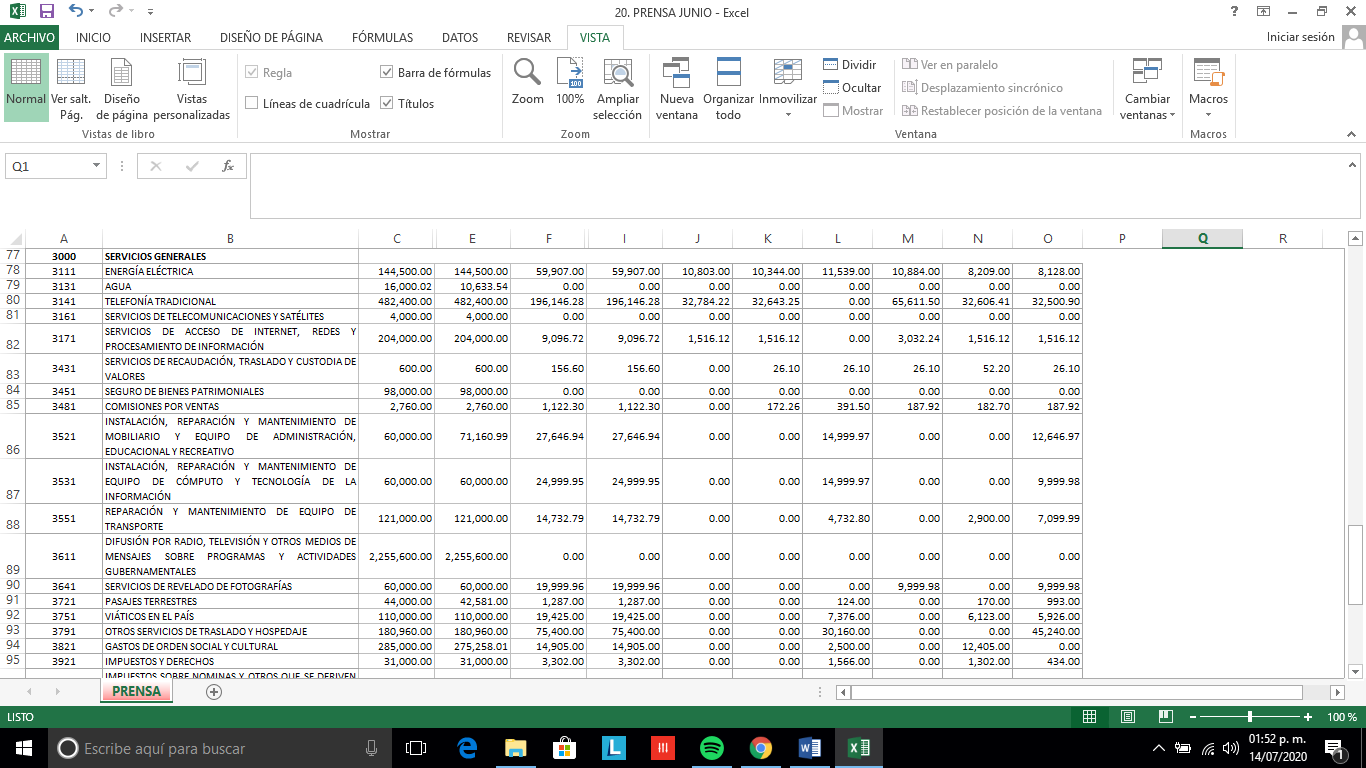 20. PRENSA JUNIO - Excel
ARCHIVO INICIO INSERTAR DISEÑO DE PÁGINA FÓRMULAS DATOS REVISAR VISTA Iniciar sesión
Normal Ver salt. Pág. Diseño de página Vistas personalizadas
Vistas de libro
Regla Barra de fórmulas
Líneas de cuadrícula Títulos
Mostrar
Zoom 100% Ampliar selección
Zoom
Nueva ventana Organizar todo Inmovilizar
Dividir
Ocultar
Mostrar
Ver en paralelo
Desplazamiento sincrónico
Restablecer posición de la ventana
Cambiar ventanas
Ventana
Macros
Macros
Q1 fx
A B C E F I J K L M N O P Q R
77 3000 SERVICIOS GENERALES
78 3111 ENERGÍA ELÉCTRICA 144,500.00 144,500.00 59,907.00 59,907.00 10,803.00 10,344.00 11,539.00 10,884.00 8,209.00 8,128.00
79 3131 AGUA 16,000.02 10,633.54 0.00 0.00 0.00 0.00 0.00 0.00 0.00 0.00
80 3141 TELEFONÍA TRADICIONAL 482,400.00 482,400.00 196,146.28 196,146.28 32,784.22 32,643.25 0.00 65,611.50 32,606.41 32,500.90
81 3161 SERVICIOS DE TELECOMUNICACIONES Y SATÉLITES 4,000.00 4,000.00 0.00 0.00 0.00 0.00 0.00 0.00 0.00 0.00
82 3171 SERVICIOS DE ACCESO DE INTERNET, REDES Y
PROCESAMIENTO DE INFORMACIÓN 204,000.00 204,000.00 9,096.72 9,096.72 1,516.12 1,516.12 0.00 3,032.24 1,516.12 1,516.12
83 3431 SERVICIOS DE RECAUDACIÓN, TRASLADO Y CUSTODIA DE
VALORES 600.00 600.00 156.60 156.60 0.00 26.10 26.10 26.10 52.20 26.10
84 3451 SEGURO DE BIENES PATRIMONIALES 98,000.00 98,000.00 0.00 0.00 0.00 0.00 0.00 0.00 0.00 0.00
85 3481 COMISIONES POR VENTAS 2,760.00 2,760.00 1,122.30 1,122.30 0.00 172.26 391.50 187.92 182.70 187.92
86 3521 INSTALACIÓN, REPARACIÓN Y MANTENIMIENTO DE
MOBILIARIO Y EQUIPO DE ADMINISTRACIÓN,
EDUCACIONAL Y RECREATIVO 60,000.00 71,160.99 27,646.94 27,646.94 0.00 0.00 14,999.97 0.00 0.00 12,646.97
87 3531 INSTALACIÓN, REPARACIÓN Y MANTENIMIENTO DE
EQUIPO DE CÓMPUTO Y TECNOLOGÍA DE LA
INFORMACIÓN 60,000.00 60,000.00 24,999.95 24,999.95 0.00 0.00 14,999.97 0.00 0.00 9,999.98
88 3551 REPARACIÓN Y MANTENIMIENTO DE EQUIPO DE
TRANSPORTE 121,000.00 121,000.00 14,732.79 14,732.79 0.00 0.00 4,732.80 0.00 2,900.00 7,099.99
89 3611 DIFUSIÓN POR RADIO, TELEVISIÓN Y OTROS MEDIOS DE
MENSAJES SOBRE PROGRAMAS Y ACTIVIDADES
GUBERNAMENTALES 2,255,600.00 2,255,600.00 0.00 0.00 0.00 0.00 0.00 0.00 0.00 0.00
90 3641 SERVICIOS DE REVELADO DE FOTOGRAFÍAS 60,000.00 60,000.00 19,999.96 19,999.96 0.00 0.00 0.00 9,999.98 0.00 9,999.98
91 3721 PASAJES TERRESTRES 44,000.00 42,581.00 1,287.00 1,287.00 0.00 0.00 124.00 0.00 170.00 993.00
92 3751 VIÁTICOS EN EL PAÍS 110,000.00 110,000.00 19,425.00 19,425.00 0.00 0.00 7,376.00 0.00 6,123.00 5,926.00
93 3791 OTROS SERVICIOS DE TRASLADO Y HOSPEDAJE 180,960.00 180,960.00 75,400.00 75,400.00 0.00 0.00 30,160.00 0.00 0.00 45,240.00
94 3821 GASTOS DE ORDEN SOCIAL Y CULTURAL 285,000.00 275,258.01 14,905.00 14,905.00 0.00 0.00 2,500.00 0.00 12,405.00 0.00
95 3921 IMPUESTOS Y DERECHOS 31,000.00 31,000.00 3,302.00 3,302.00 0.00 0.00 1,566.00 0.00 1,302.00 434.00
IMPUESTOS SOBRE NOMINAS Y OTROS QUE SE DERIVEN
PRENSA
LISTO 100 %
Escribe aquí para buscar
01:52 p. m.
14/07/2020
1